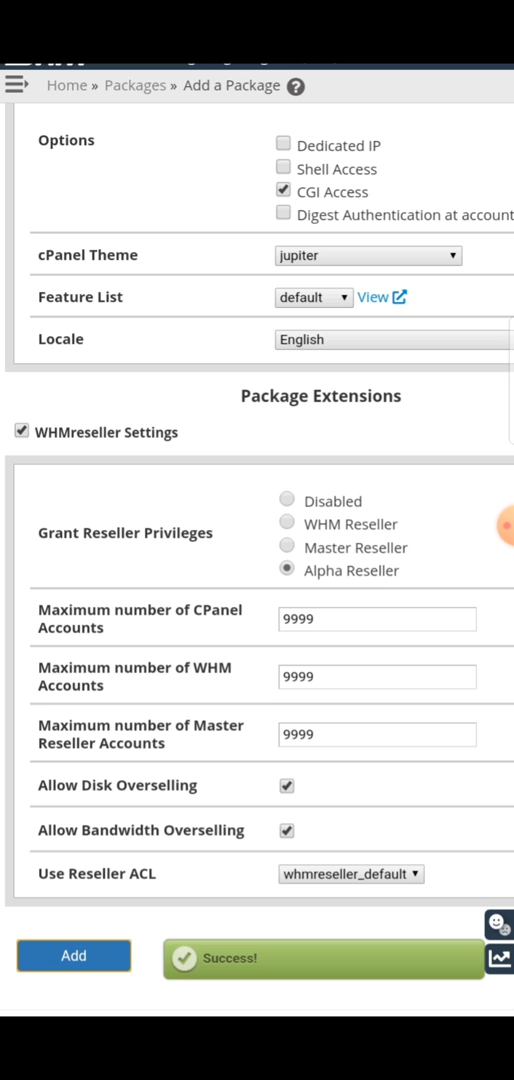 Home » Packages » Add a Package ?
Options
Dedicated IP
Shell Access
CGI Access
Digest Authentication at account
cPanel Theme
jupiter
Feature List
default
View
Locale
English
Package Extensions
WHMreseller Settings
Grant Reseller Privileges
Disabled
WHM Reseller
Master Reseller
Alpha Reseller
Maximum number of CPanel
Accounts
9999
Maximum number of WHM
Accounts
9999
Maximum number of Master
Reseller Accounts
9999
Allow Disk Overselling
Allow Bandwidth Overselling
Use Reseller ACL
whmreseller_default
Add
Success!